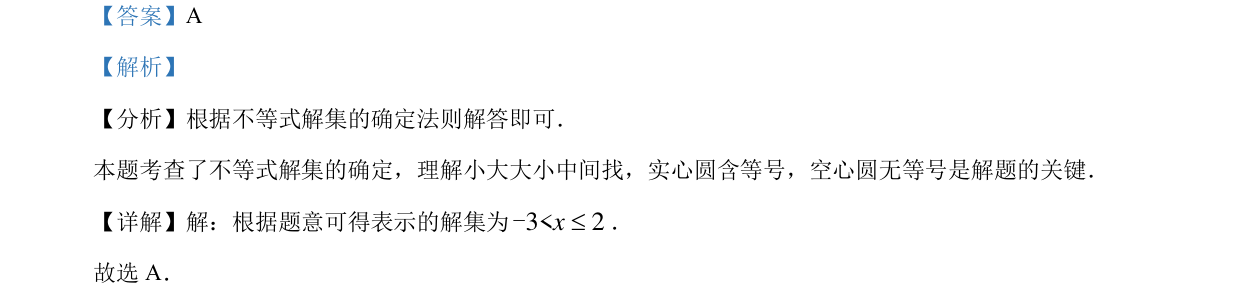 【答案】A
【解析】
【分析】根据不等式解集的确定法则解答即可．
本题考查了不等式解集的确定，理解小大大小中间找，实心圆含等号，空心圆无等号是解题的关键．
【详解】解：根据题意可得表示的解集为−3<x≤2．
故选 A．